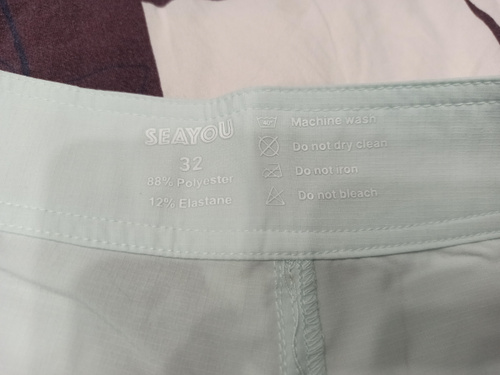 SEAYOU
32
88% Polyester
12% Elastane
Machine wash
Do not dry clean
Do not iron
Do not bleach